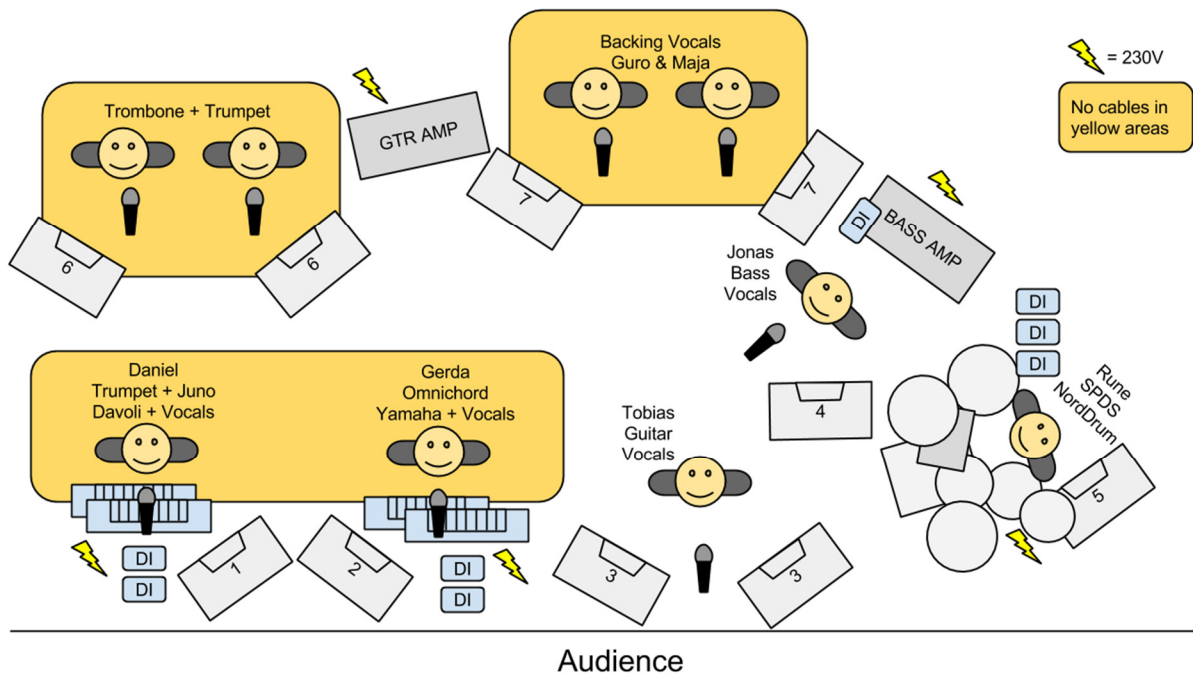 Backing Vocals
Guro & Maja
= 230V
No cables in
yellow areas
Trombone + Trumpet
GTR AMP
7
7
6
6
DI
BASS AMP
Jonas
Bass
Vocals
DI
DI
DI
Rune
SPDS
NordDrum
Daniel
Trumpet + Juno
Davoli + Vocals
Gerda
Omnichord
Yamaha + Vocals
Tobias
Guitar
Vocals
4
5
DI
DI
1
2
DI
DI
3
3
Audience